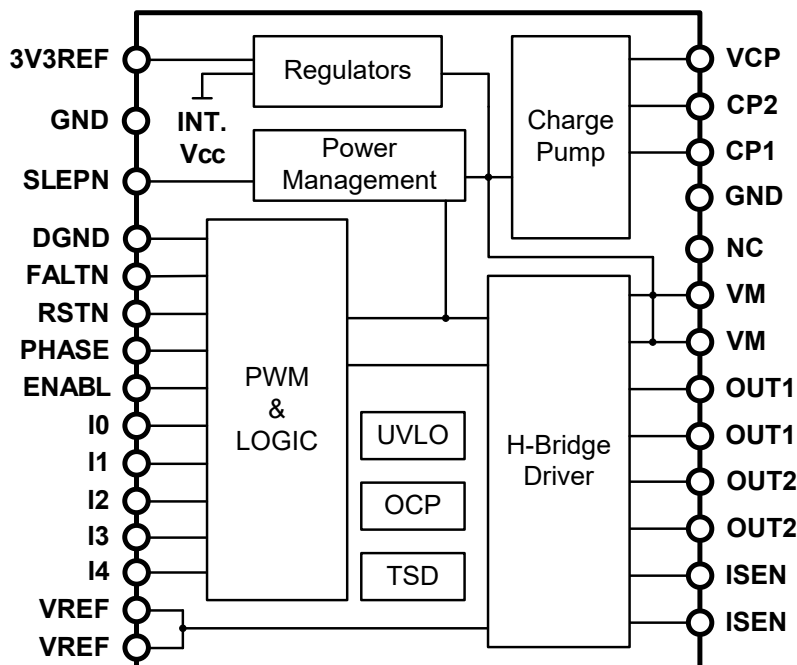 3V3REF
GND
SLEPN
DGND
FALTN
RSTN
PHASE
ENABL
I0
I1
I2
I3
I4
VREF
VREF
Regulators
INT.
Vcc
Power
Management
PWM
&
LOGIC
UVLO
OCP
TSD
Charge
Pump
H-Bridge
Driver
VCP
CP2
CP1
GND
NC
VM
VM
OUT1
OUT1
OUT2
OUT2
ISEN
ISEN